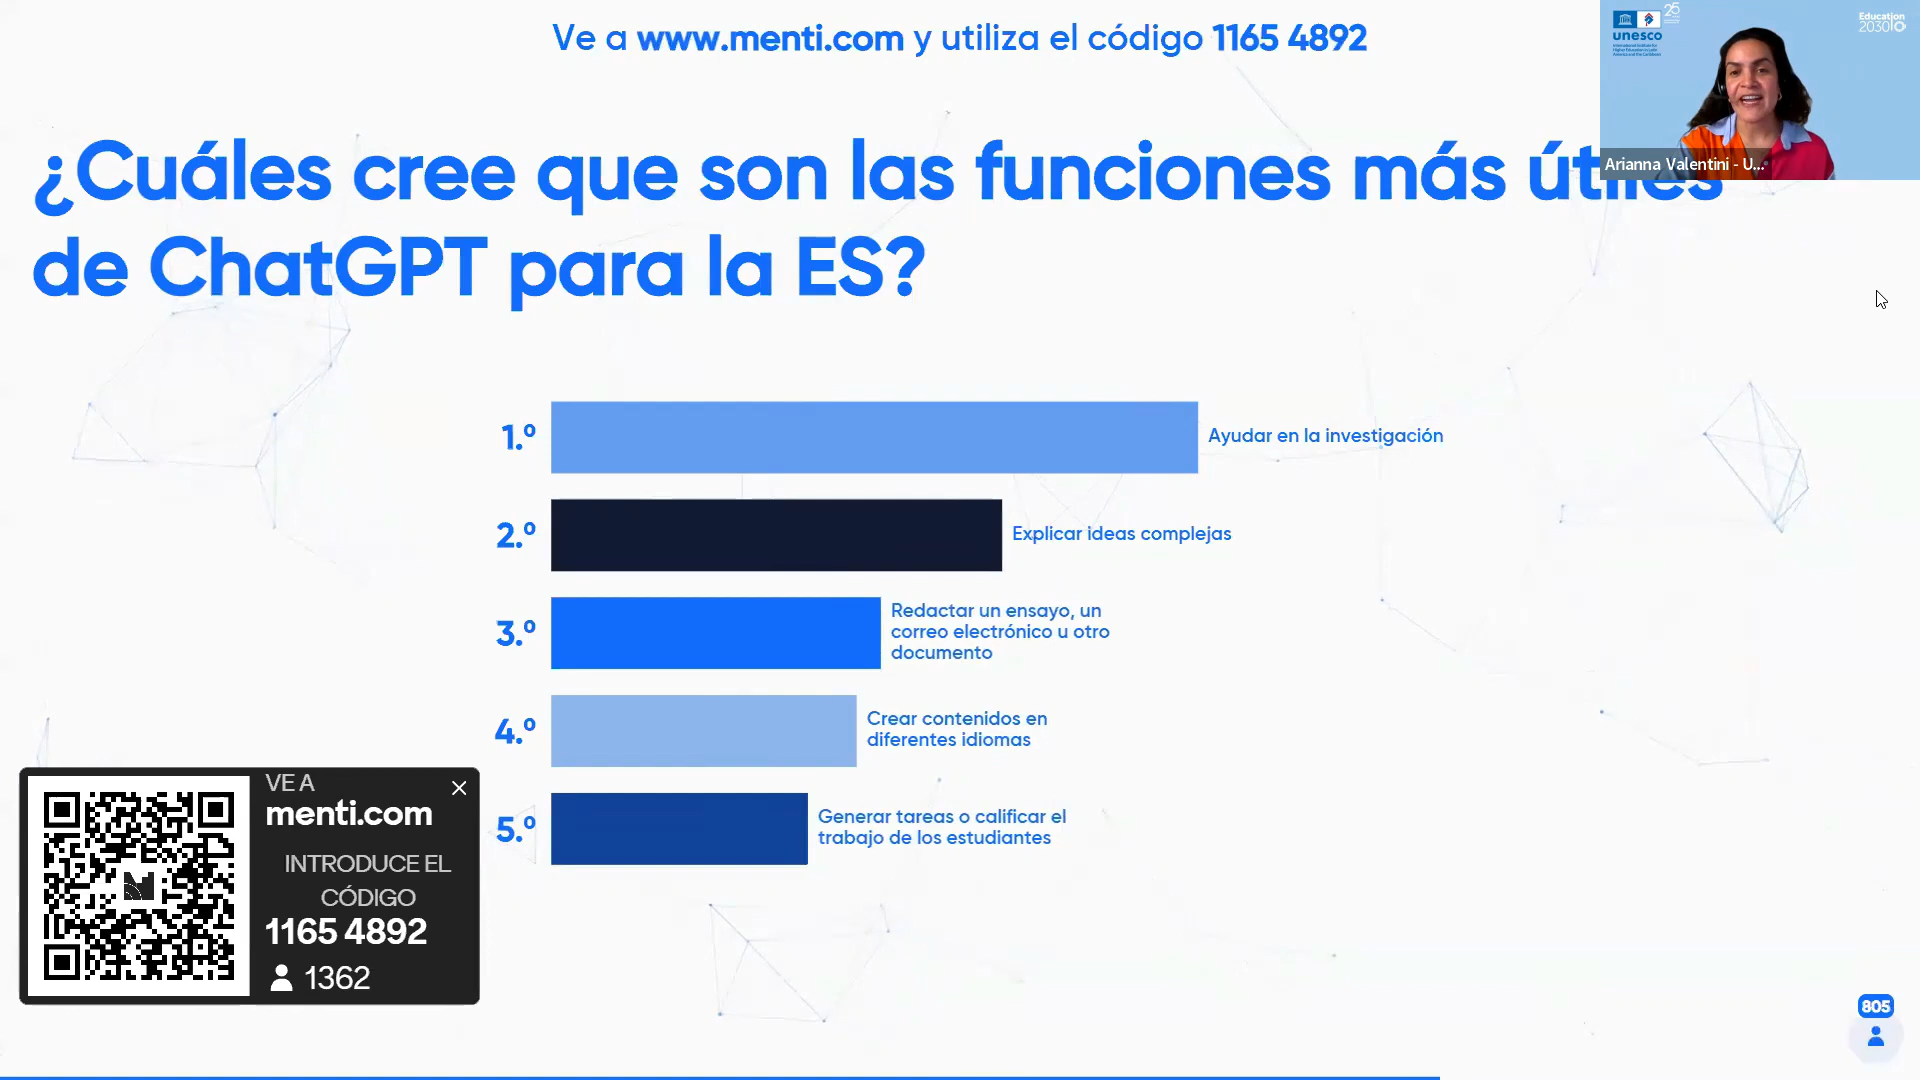 Ve a www.menti.com y utiliza el código 1165 4892
unesco
25
Education
2030
Arianna Valentini - U...
¿Cuáles cree que son las funciones más útiles
de ChatGPT para la ES?
1.º
Ayudar en la investigación
2.º
Explicar ideas complejas
3.º
Redactar un ensayo, un
correo electrónico u otro
documento
4.º
Crear contenidos en
diferentes idiomas
5.º
Generar tareas o calificar el
trabajo de los estudiantes
VE A
menti.com
INTRODUCE EL
CÓDIGO
1165 4892
1362
805